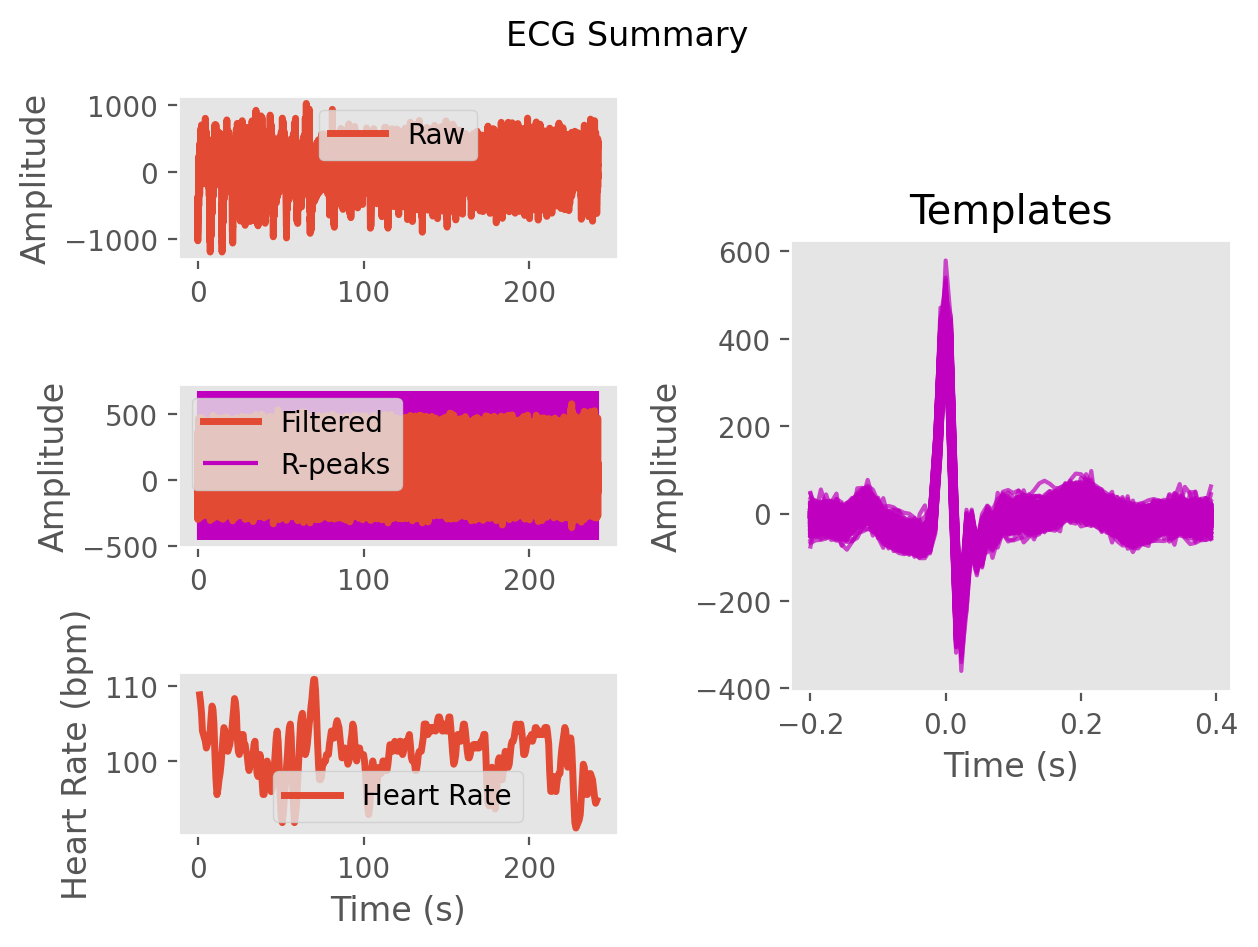 ECG Summary
Amplitude
1000
0
−1000
Raw
0 100 200
Amplitude
500
0
−500
Filtered
R-peaks
0 100 200
Heart Rate (bpm)
110
100
Heart Rate
0 100 200
Time (s)
Templates
Amplitude
600
400
200
0
−200
−400
−0.2 0.0 0.2 0.4
Time (s)